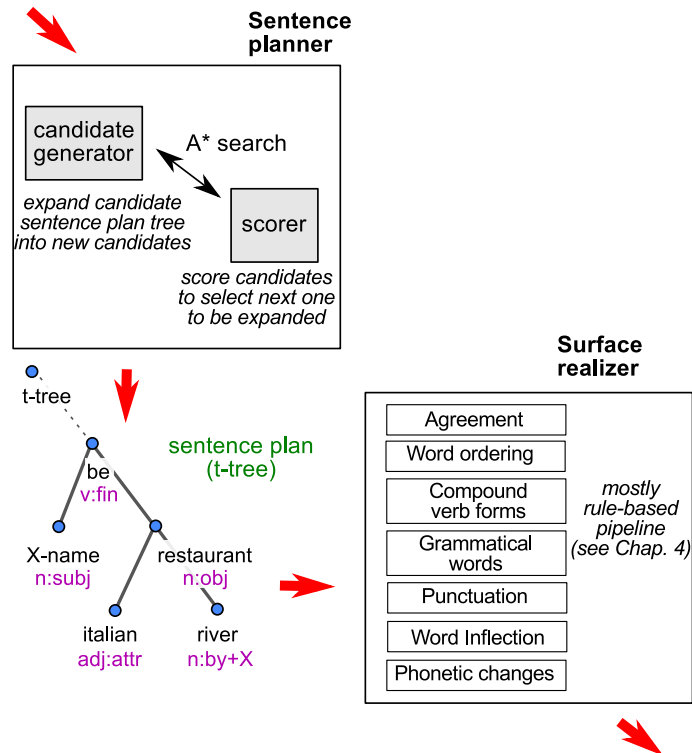 Sentence
planner
candidate
generator
A* search
expand candidate
sentence plan tree
into new candidates
scorer
score candidates
to select next one
to be expanded
t-tree
be
v:fin
sentence plan
(t-tree)
X-name
n:subj
restaurant
n:obj
italian
adj:attr
river
n:by+X
Surface
realizer
Agreement
Word ordering
Compound
verb forms
Grammatical
words
Punctuation
Word Inflection
Phonetic changes
mostly
rule-based
pipeline
(see Chap. 4)